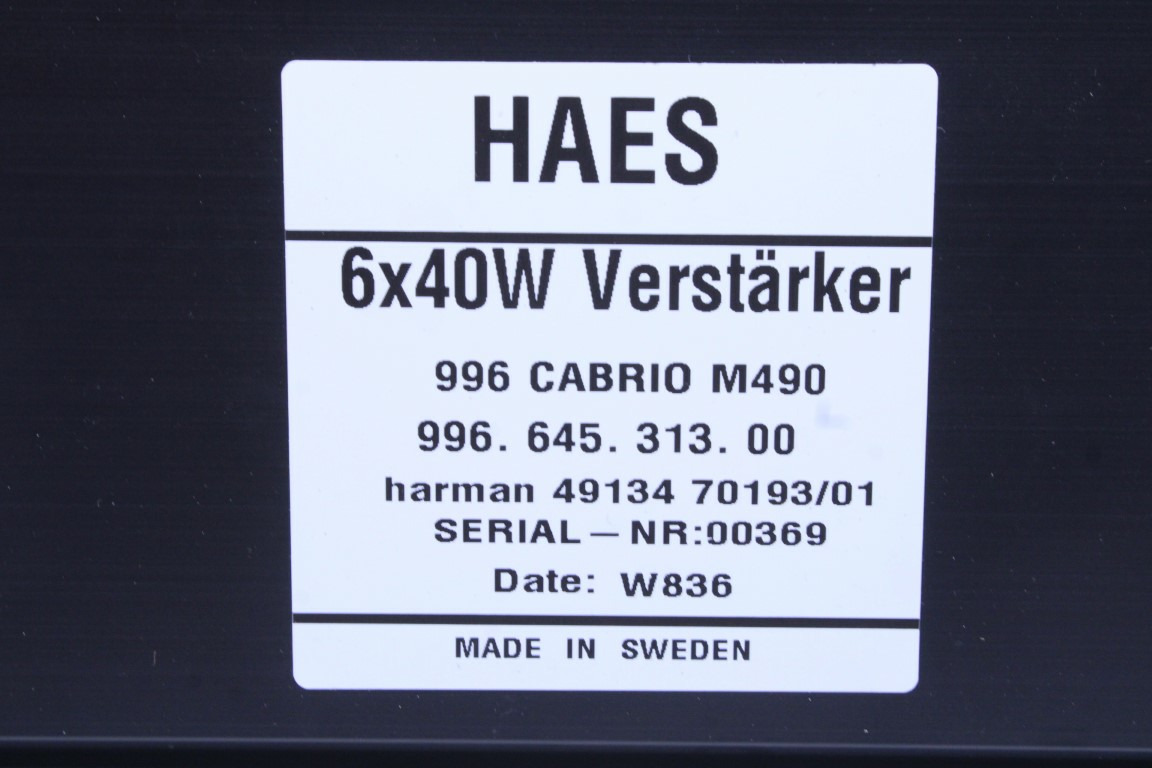 HAES
6x40W Verstärker
996 CABRIO M490
996. 645. 313. 00
harman 49134 70193/01
SERIAL — NR:00369
Date: W836
MADE IN SWEDEN